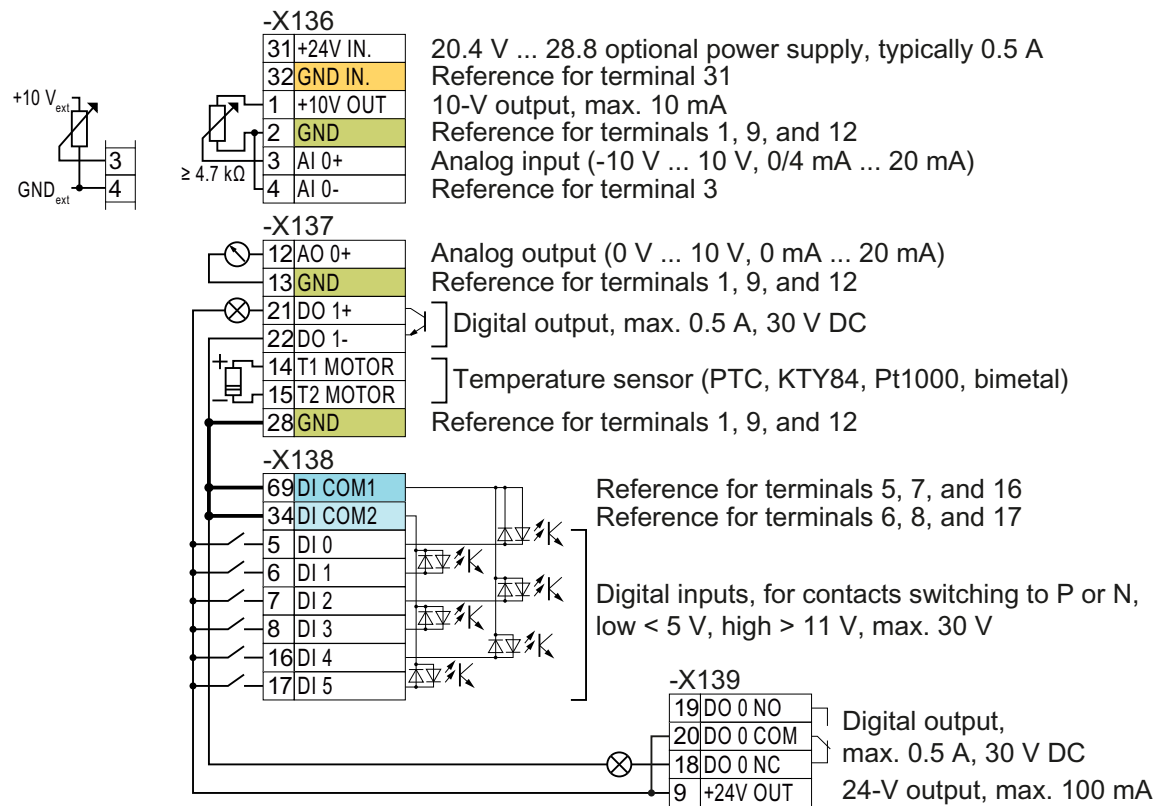 -X136
31 +24V IN. 20.4 V ... 28.8 optional power supply, typically 0.5 A
32 GND IN. Reference for terminal 31
1 +10V OUT 10-V output, max. 10 mA
2 GND Reference for terminals 1, 9, and 12
3 AI 0+ Analog input (-10 V ... 10 V, 0/4 mA ... 20 mA)
4 AI 0- Reference for terminal 3
≥ 4.7 kΩ
+10 Vext
3
GNDext 4
-X137
12 AO 0+ Analog output (0 V ... 10 V, 0 mA ... 20 mA)
13 GND Reference for terminals 1, 9, and 12
21 DO 1+
22 DO 1-
Digital output, max. 0.5 A, 30 V DC
+
14 T1 MOTOR
15 T2 MOTOR
–
Temperature sensor (PTC, KTY84, Pt1000, bimetal)
28 GND Reference for terminals 1, 9, and 12
-X138
69 DI COM1 Reference for terminals 5, 7, and 16
34 DI COM2 Reference for terminals 6, 8, and 17
5 DI 0
6 DI 1
7 DI 2
8 DI 3
16 DI 4
17 DI 5
Digital inputs, for contacts switching to P or N,
low < 5 V, high > 11 V, max. 30 V
-X139
19 DO 0 NO
20 DO 0 COM
18 DO 0 NC
Digital output,
max. 0.5 A, 30 V DC
9 +24V OUT 24-V output, max. 100 mA